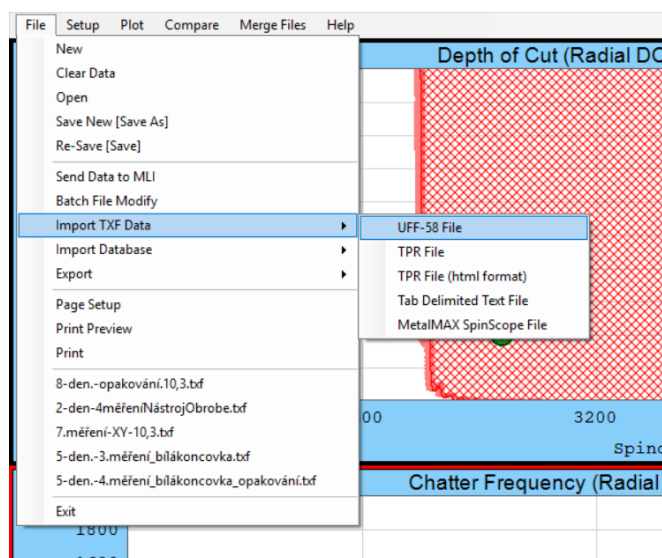 File Setup Plot Compare Merge Files Help
New
Clear Data
Open
Save New [Save As]
Re-Save [Save]
Send Data to MLI
Batch File Modify
Import TXF Data
Import Database
Export
Page Setup
Print Preview
Print
8-den.-opakování.10,3.txf
2-den-4měřeníNástrojObrobe.txf
7.měření-XY-10,3.txf
5-den.-3.měření_bílákoncovka.txf
5-den.-4.měření_bílákoncovka_opakování.txf
Exit
UFF-58 File
TPR File
TPR File (html format)
Tab Delimited Text File
MetalMAX SpinScope File
Depth of Cut (Radial DO
00 3200
Spind
Chatter Frequency (Radial
1800